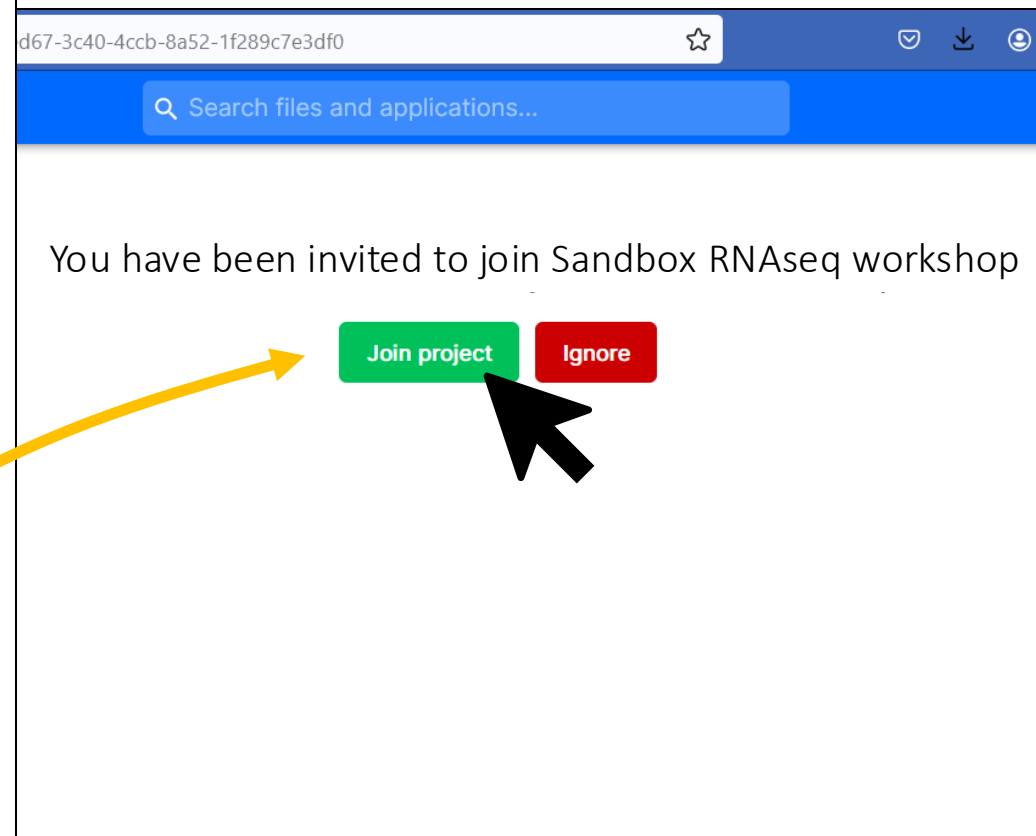 d67-3c40-4ccb-8a52-1f289c7e3df0
Search files and applications...
You have been invited to join Sandbox RNAseq workshop
Join project Ignore